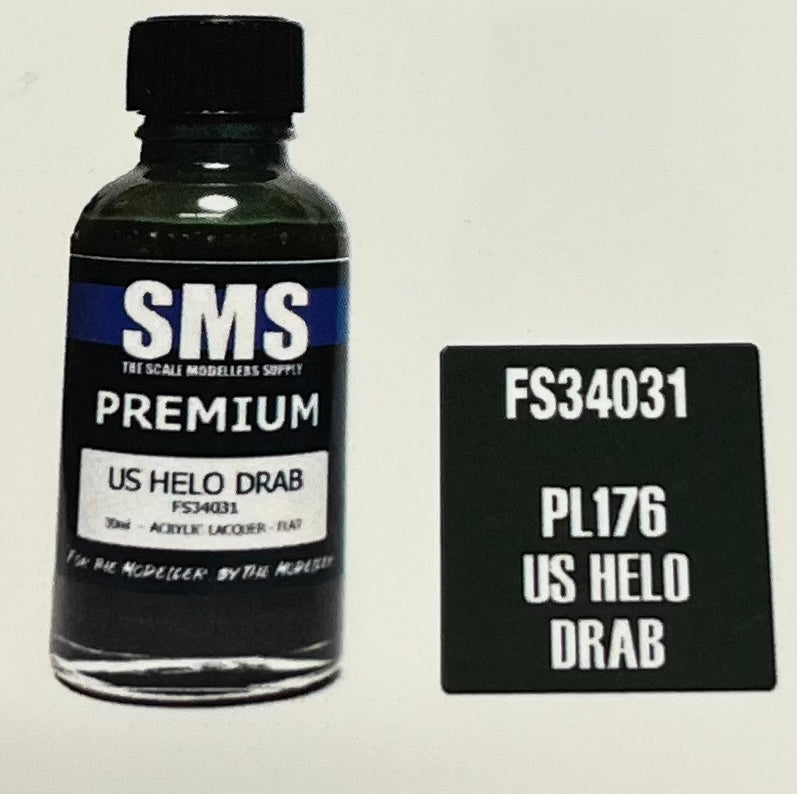 SMS
THE SCALE MODELLERS SUPPLY
PREMIUM
US HELO DRAB
FS34031
30ml - ACRYLIC LACQUER - FLAT
FOR THE MODELLER BY THE MODELLER
FS34031
PL176
US HELO
DRAB